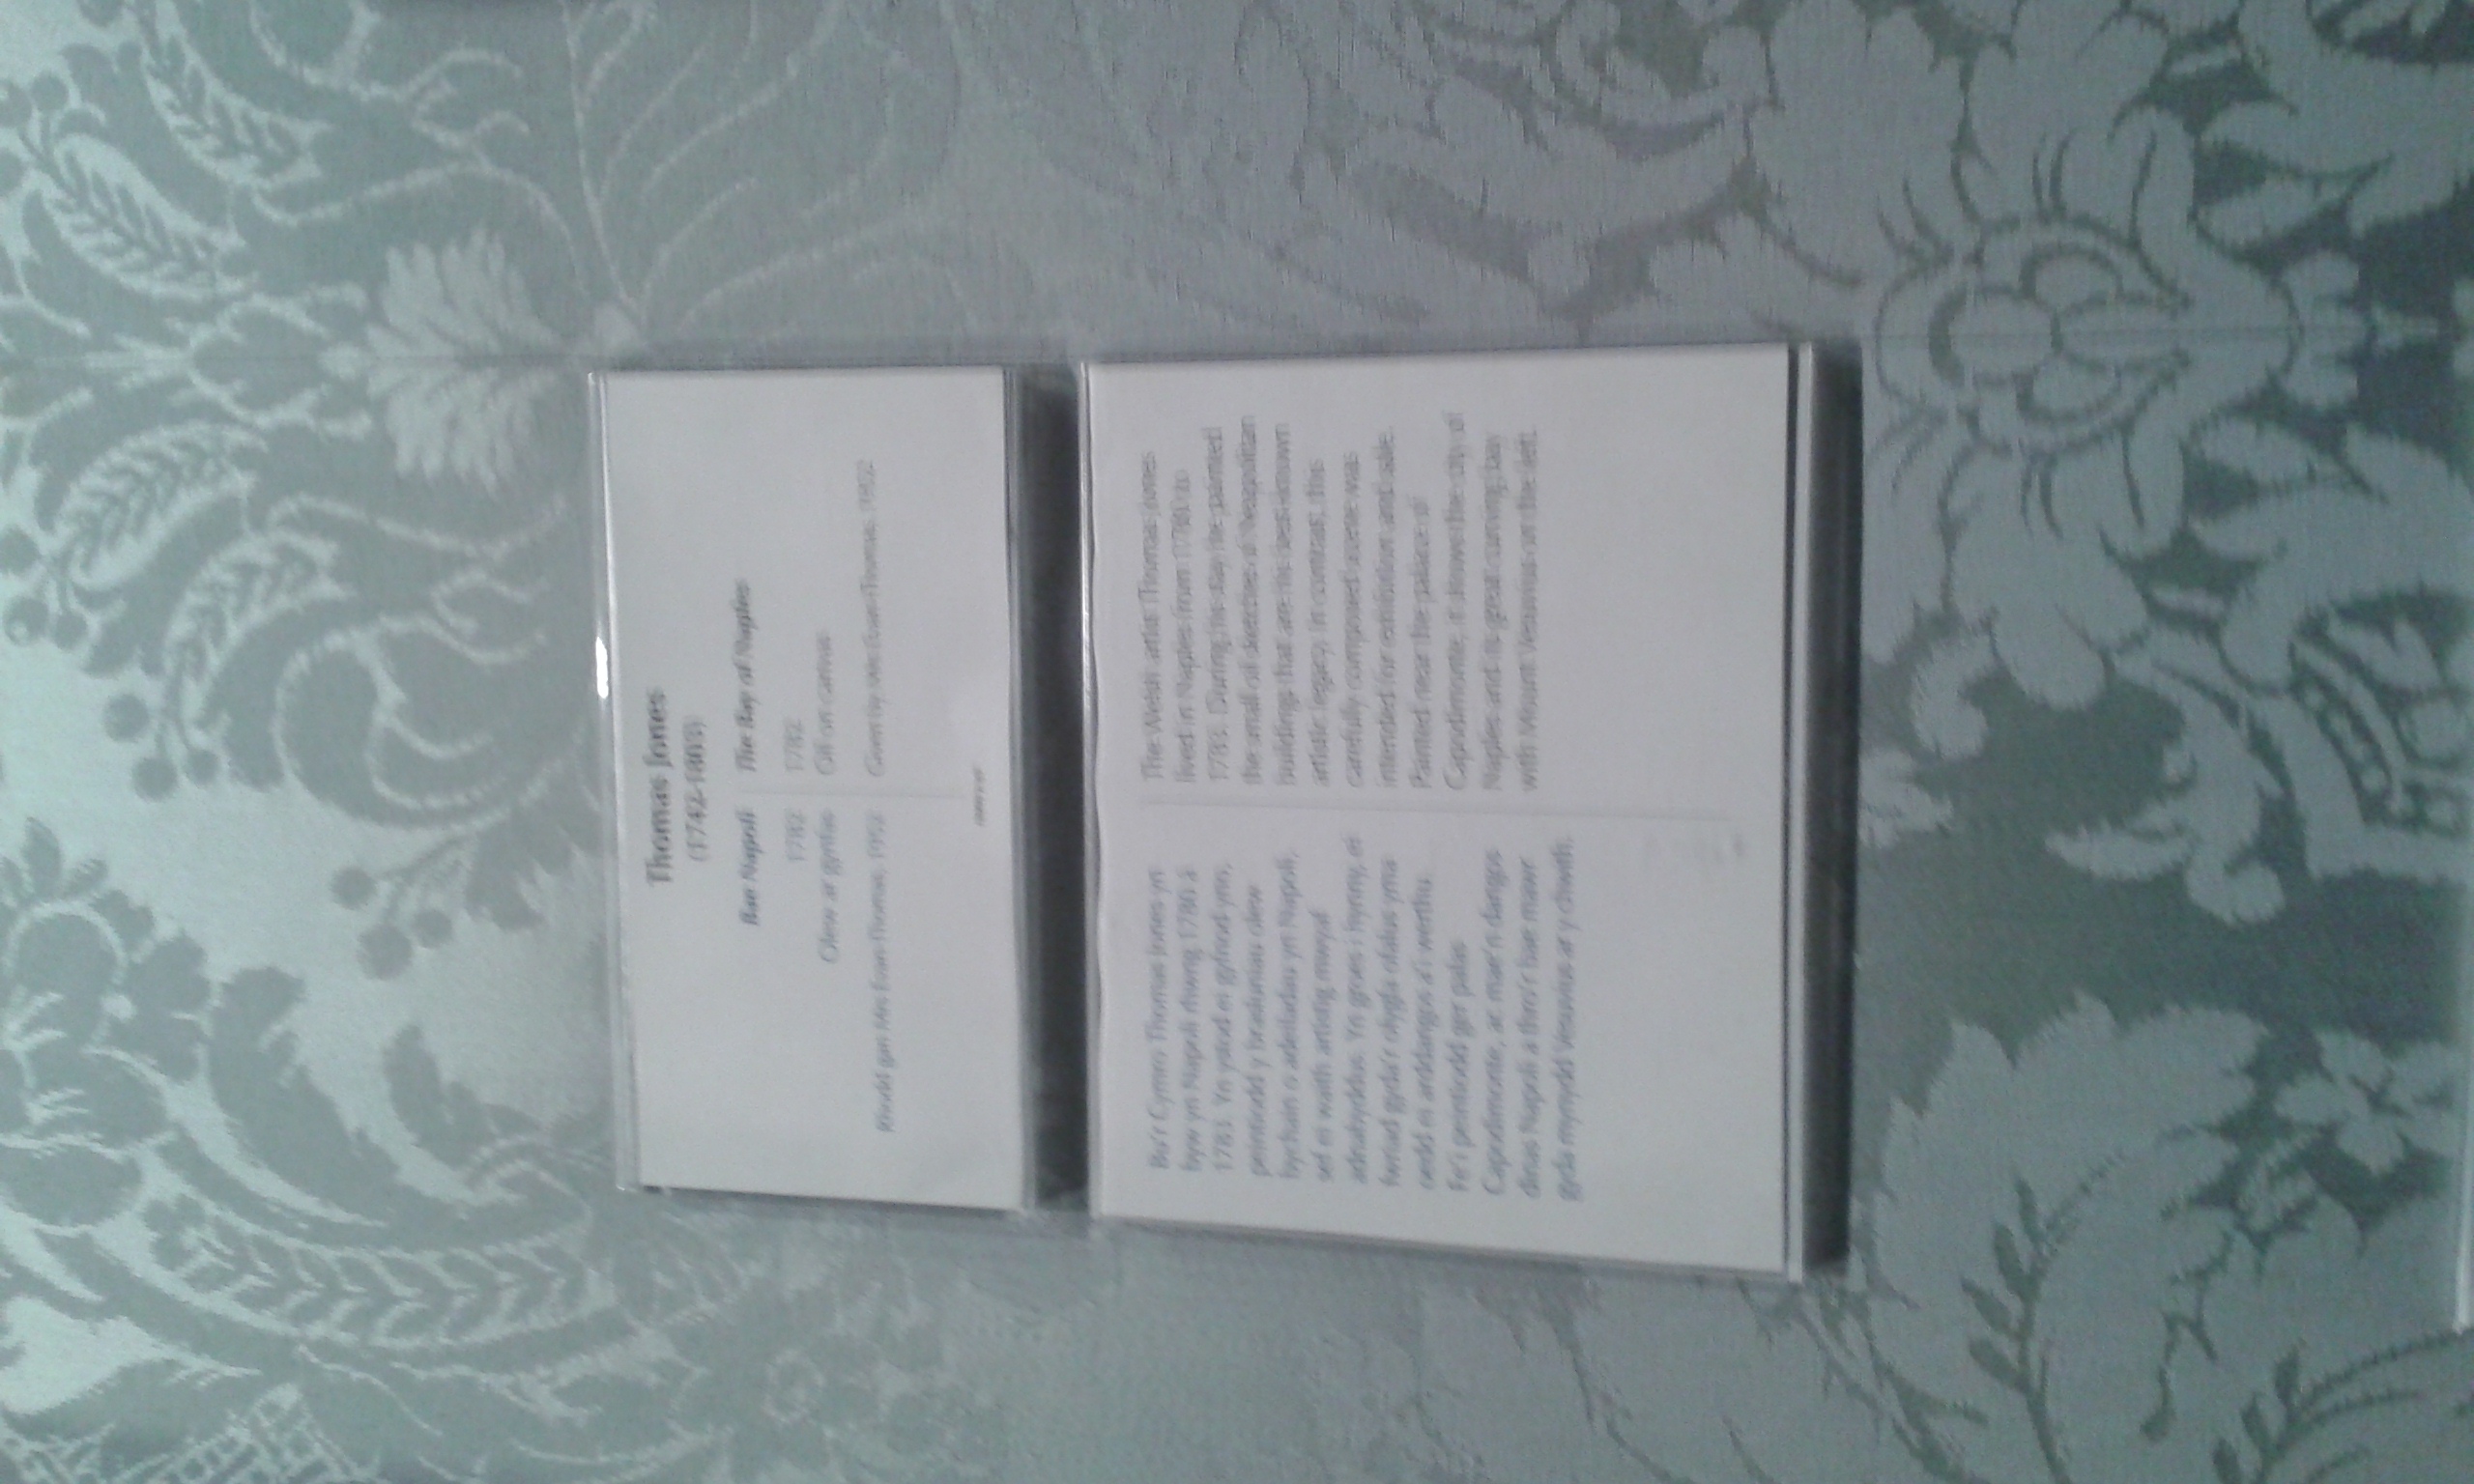 Thomas Jones
(1742-1803)
Bae Napoli
1782
Olew ar gynfas
Rhodd gan Mrs Evan-Thomas, 1952
The Bay of Naples
1782
Oil on canvas
Given by Mrs Evan-Thomas, 1952
Bu'r Cymro Thomas Jones yn
byw yn Napoli rhwng 1780 a
1783. Yn ystod ei gyfnod yno,
peintiodd y brasluniau olew
bychain o adeiladau yn Napoli,
sef ei waith artistig mwyaf
adnabyddus. Yn groes i hynny, ei
fwriad gyda'r olygfa ofalus yma
oedd ei arddangos a'i werthu.
Fe'i peintiodd ger palas
Capodimonte, ac mae'n dangos
dinas Napoli a thro'r bae mawr
gyda mynydd Vesuvius ar y chwith.
The Welsh artist Thomas Jones
lived in Naples from 1780 to
1783. During his stay he painted
the small oil sketches of Neapolitan
buildings that are his best-known
artistic legacy. In contrast, this
carefully composed scene was
intended for exhibition and sale.
Painted near the palace of
Capodimonte, it shows the city of
Naples and its great curving bay
with Mount Vesuvius on the left.